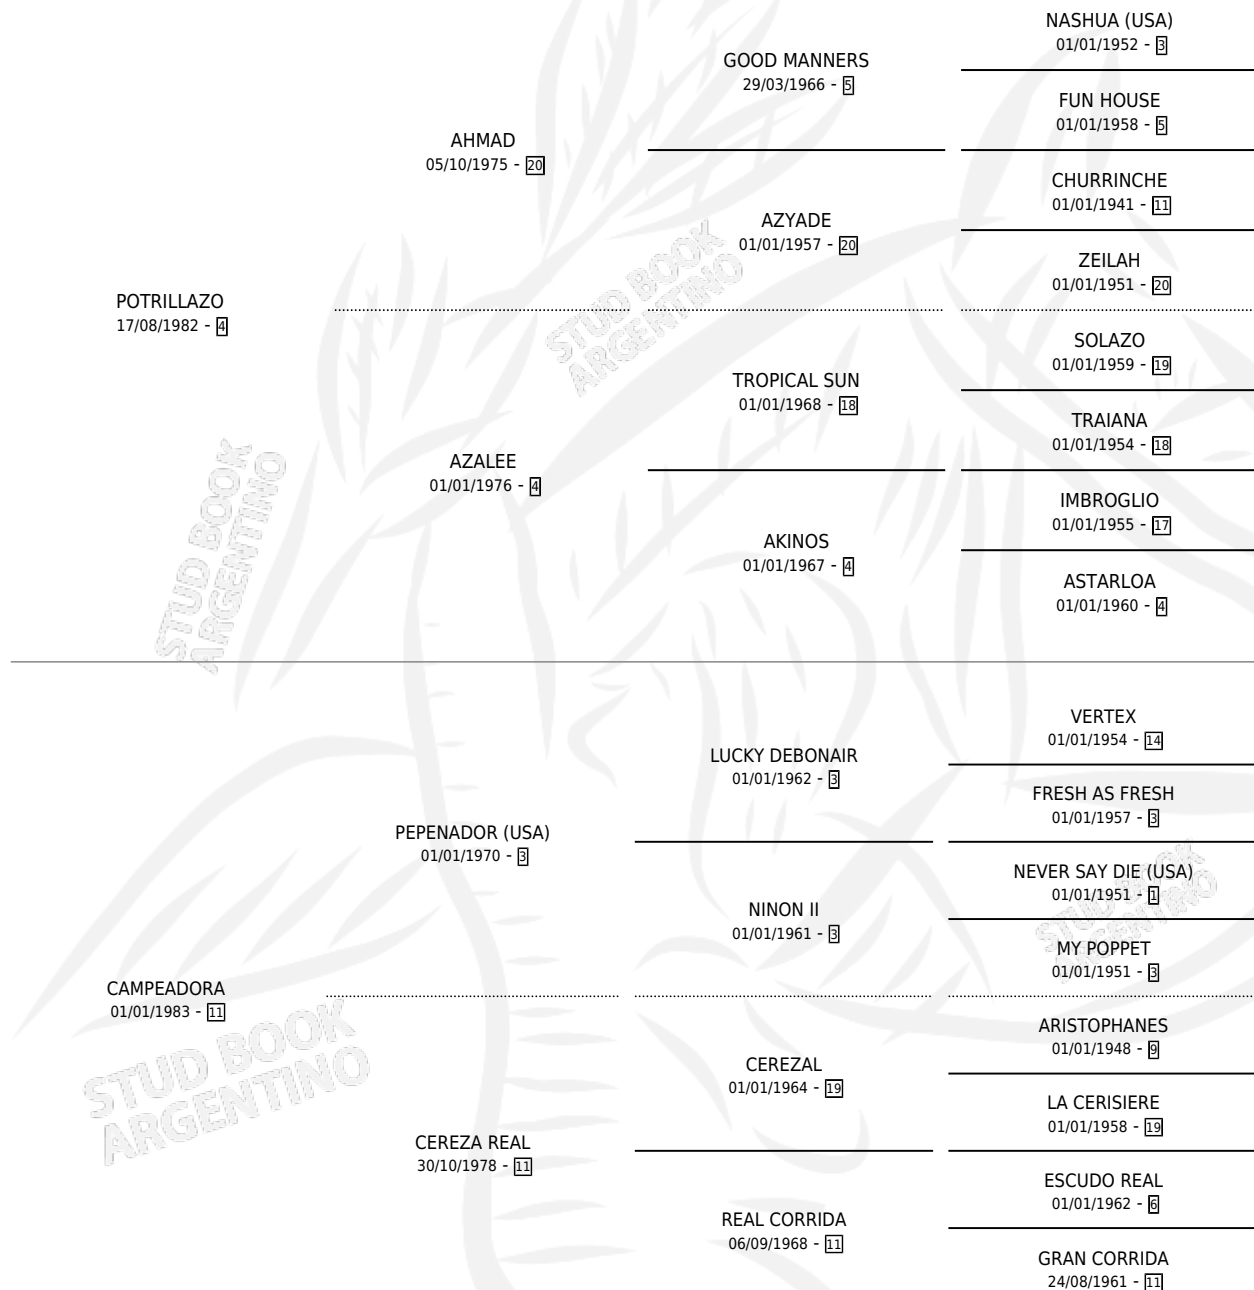 NASHUA (USA)
01/01/1952 - 3
GOOD MANNERS
29/03/1966 - 5
FUN HOUSE
01/01/1958 - 5
AHMAD
05/10/1975 - 20
CHURRINCHE
01/01/1941 - 11
AZYADE
01/01/1957 - 20
ZEILAH
01/01/1951 - 20
POTRILLAZO
17/08/1982 - 4
SOLAZO
01/01/1959 - 19
TROPICAL SUN
01/01/1968 - 18
TRAIANA
01/01/1954 - 18
AZALEE
01/01/1976 - 4
IMBROGLIO
01/01/1955 - 17
AKINOS
01/01/1967 - 4
ASTARLOA
01/01/1960 - 4
STUD BOOK
ARGENTINO
STUD BOOK
ARGENTINO
VERTEX
01/01/1954 - 14
LUCKY DEBONAIR
01/01/1962 - 3
FRESH AS FRESH
01/01/1957 - 3
PEPENADOR (USA)
01/01/1970 - 3
NEVER SAY DIE (USA)
01/01/1951 - 1
NINON II
01/01/1961 - 3
MY POPPET
01/01/1951 - 3
STUD BOOK
ARGENTINO
CAMPEADORA
01/01/1983 - 11
ARISTOPHANES
01/01/1948 - 9
CEREZAL
01/01/1964 - 19
LA CERISIERE
01/01/1958 - 19
CEREZA REAL
30/10/1978 - 11
ESCUDO REAL
01/01/1962 - 6
REAL CORRIDA
06/09/1968 - 11
GRAN CORRIDA
24/08/1961 - 11
STUD BOOK
ARGENTINO